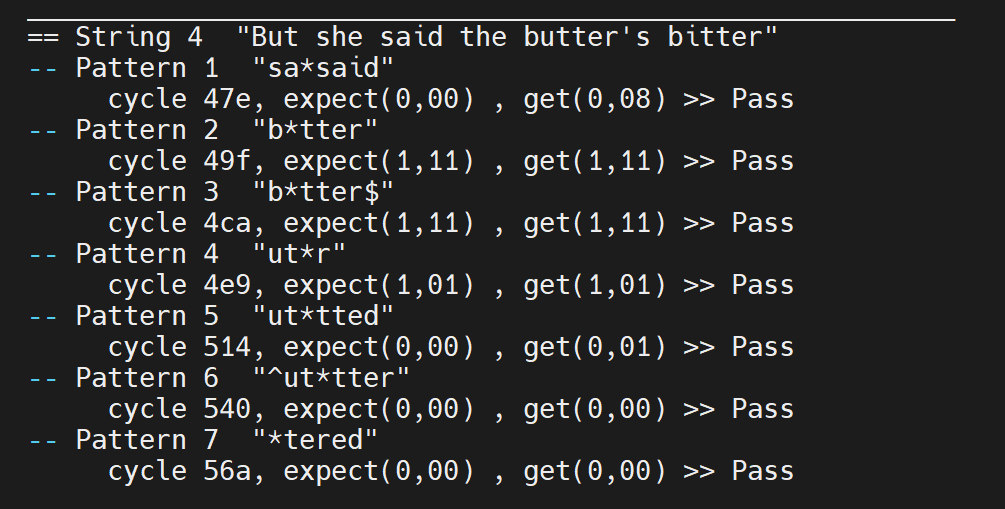 == String 4  "But she said the butter's bitter"
-- Pattern 1  "sa*said"
     cycle 47e, expect(0,00) , get(0,08) >> Pass
-- Pattern 2  "b*tter"
     cycle 49f, expect(1,11) , get(1,11) >> Pass
-- Pattern 3  "b*tter$"
     cycle 4ca, expect(1,11) , get(1,11) >> Pass
-- Pattern 4  "ut*r"
     cycle 4e9, expect(1,01) , get(1,01) >> Pass
-- Pattern 5  "ut*tted"
     cycle 514, expect(0,00) , get(0,01) >> Pass
-- Pattern 6  "^ut*tter"
     cycle 540, expect(0,00) , get(0,00) >> Pass
-- Pattern 7  "*tered"
     cycle 56a, expect(0,00) , get(0,00) >> Pass